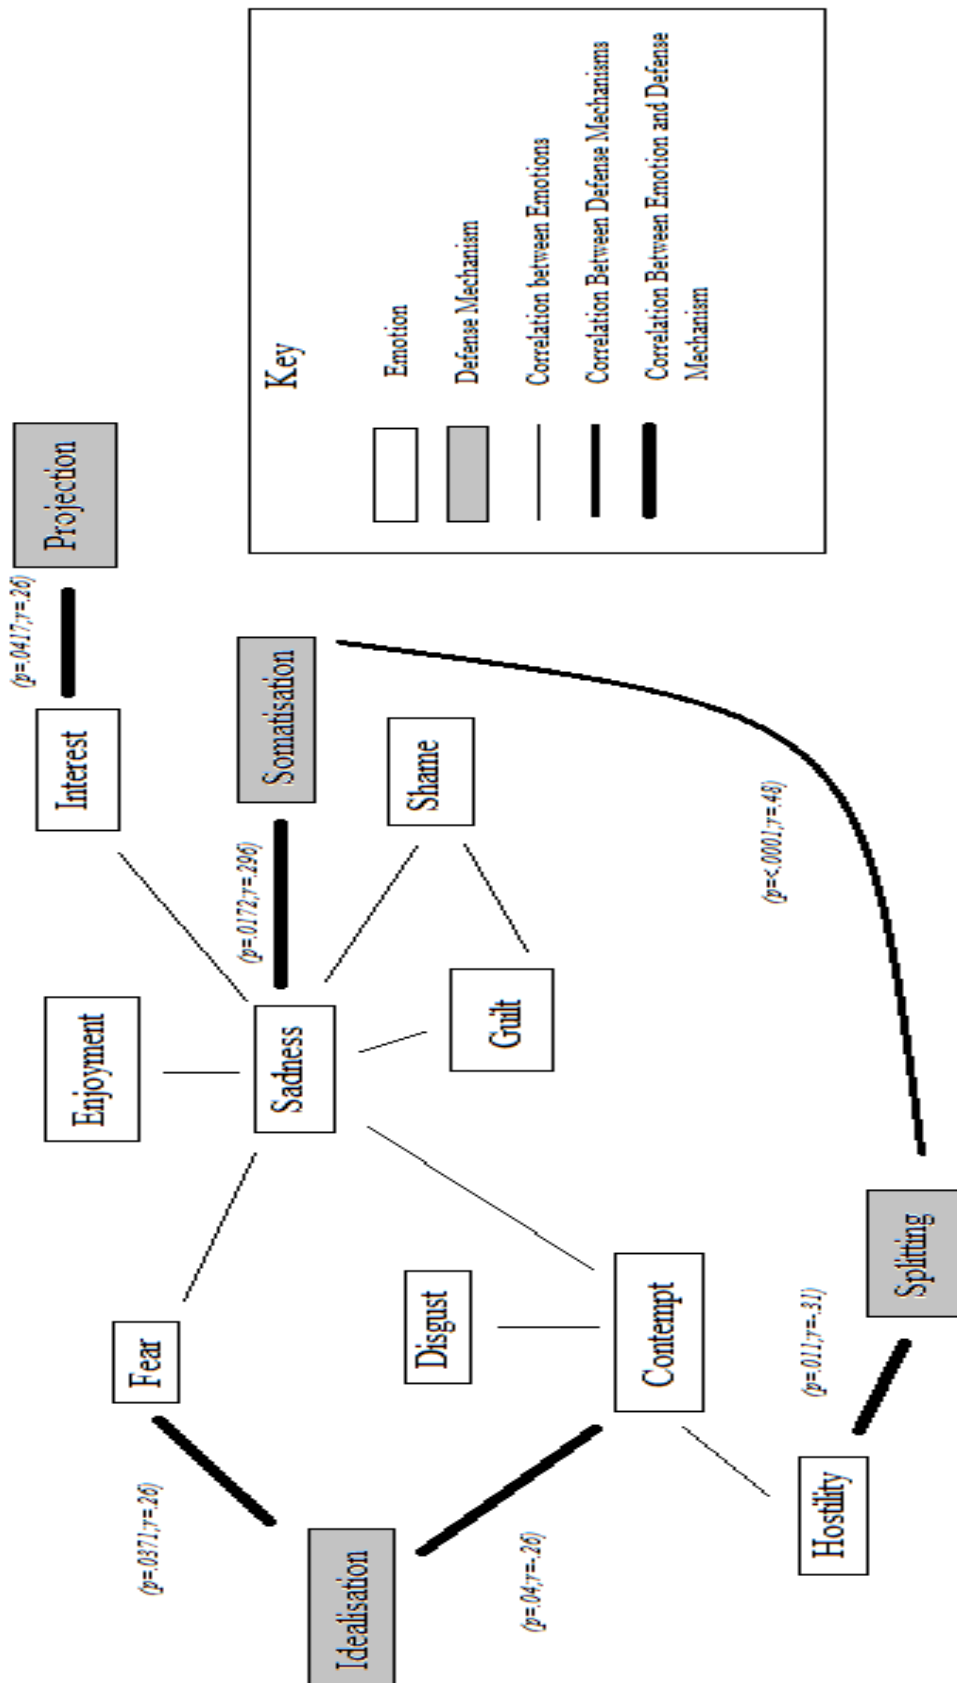 (p=.0417;r=.26)
Interest
Projection
Enjoyment
Fear
(p=.0371;r=.26)
(p=.0172;r=.296)
Sadness
Somatisation
Idealisation
Disgust
Shame
Guilt
(p=.04;r=-.26)
Contempt
(p=<.0001;r=.48)
(p=.011;r=-.31)
Hostility
Splitting
Key
Emotion
Defense Mechanism
Correlation between Emotions
Correlation Between Defense Mechanisms
Correlation Between Emotion and Defense
Mechanism